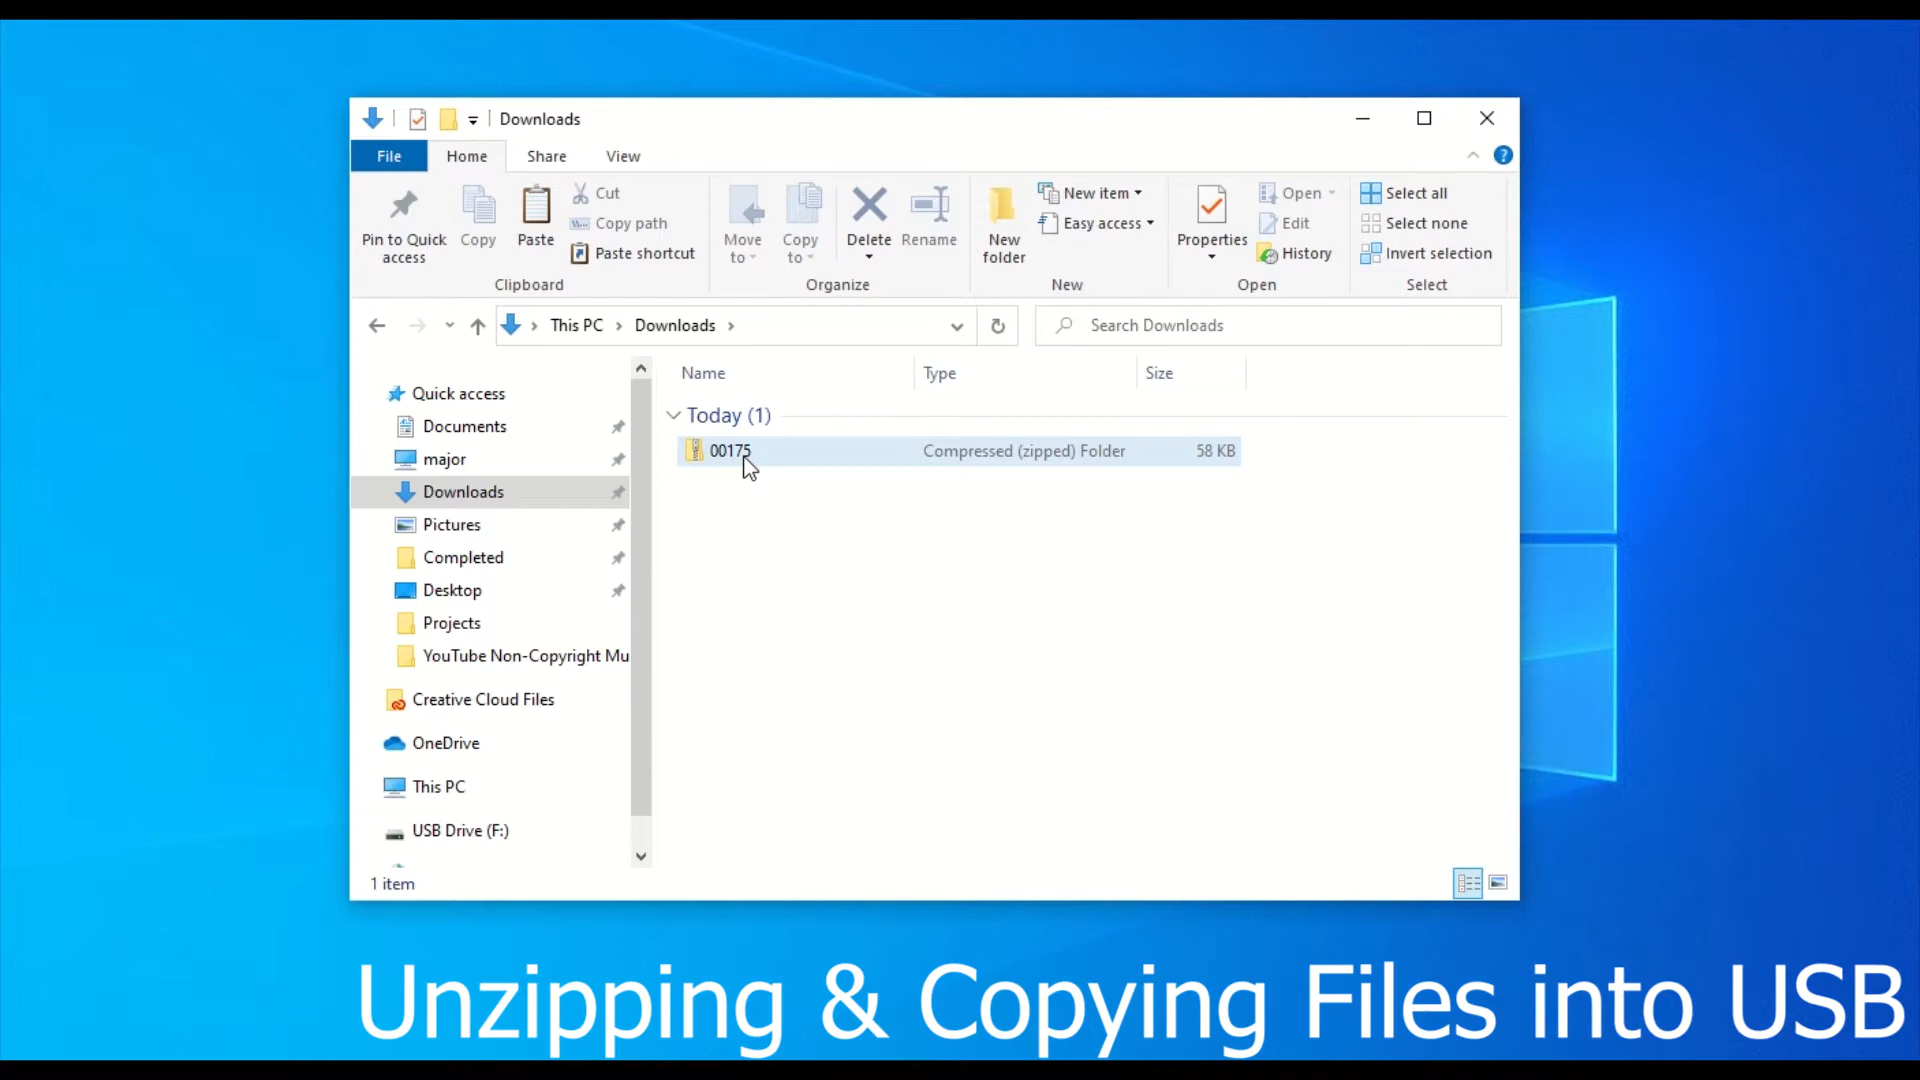 Downloads
File Home Share View
Pin to Quick access
Copy
Paste
Cut
Copy path
Paste shortcut
Clipboard
Move to
Copy to
Delete
Rename
Organize
New folder
New item
Easy access
New
Properties
Open
Edit
History
Open
Select all
Select none
Invert selection
Select
This PC Downloads
Search Downloads
Quick access
Documents
major
Downloads
Pictures
Completed
Desktop
Projects
YouTube Non-Copyright Mu
Creative Cloud Files
OneDrive
This PC
USB Drive (F:)
Name Type Size
Today (1)
00175 Compressed (zipped) Folder 58 KB
1 item
Unzipping & Copying Files into USB